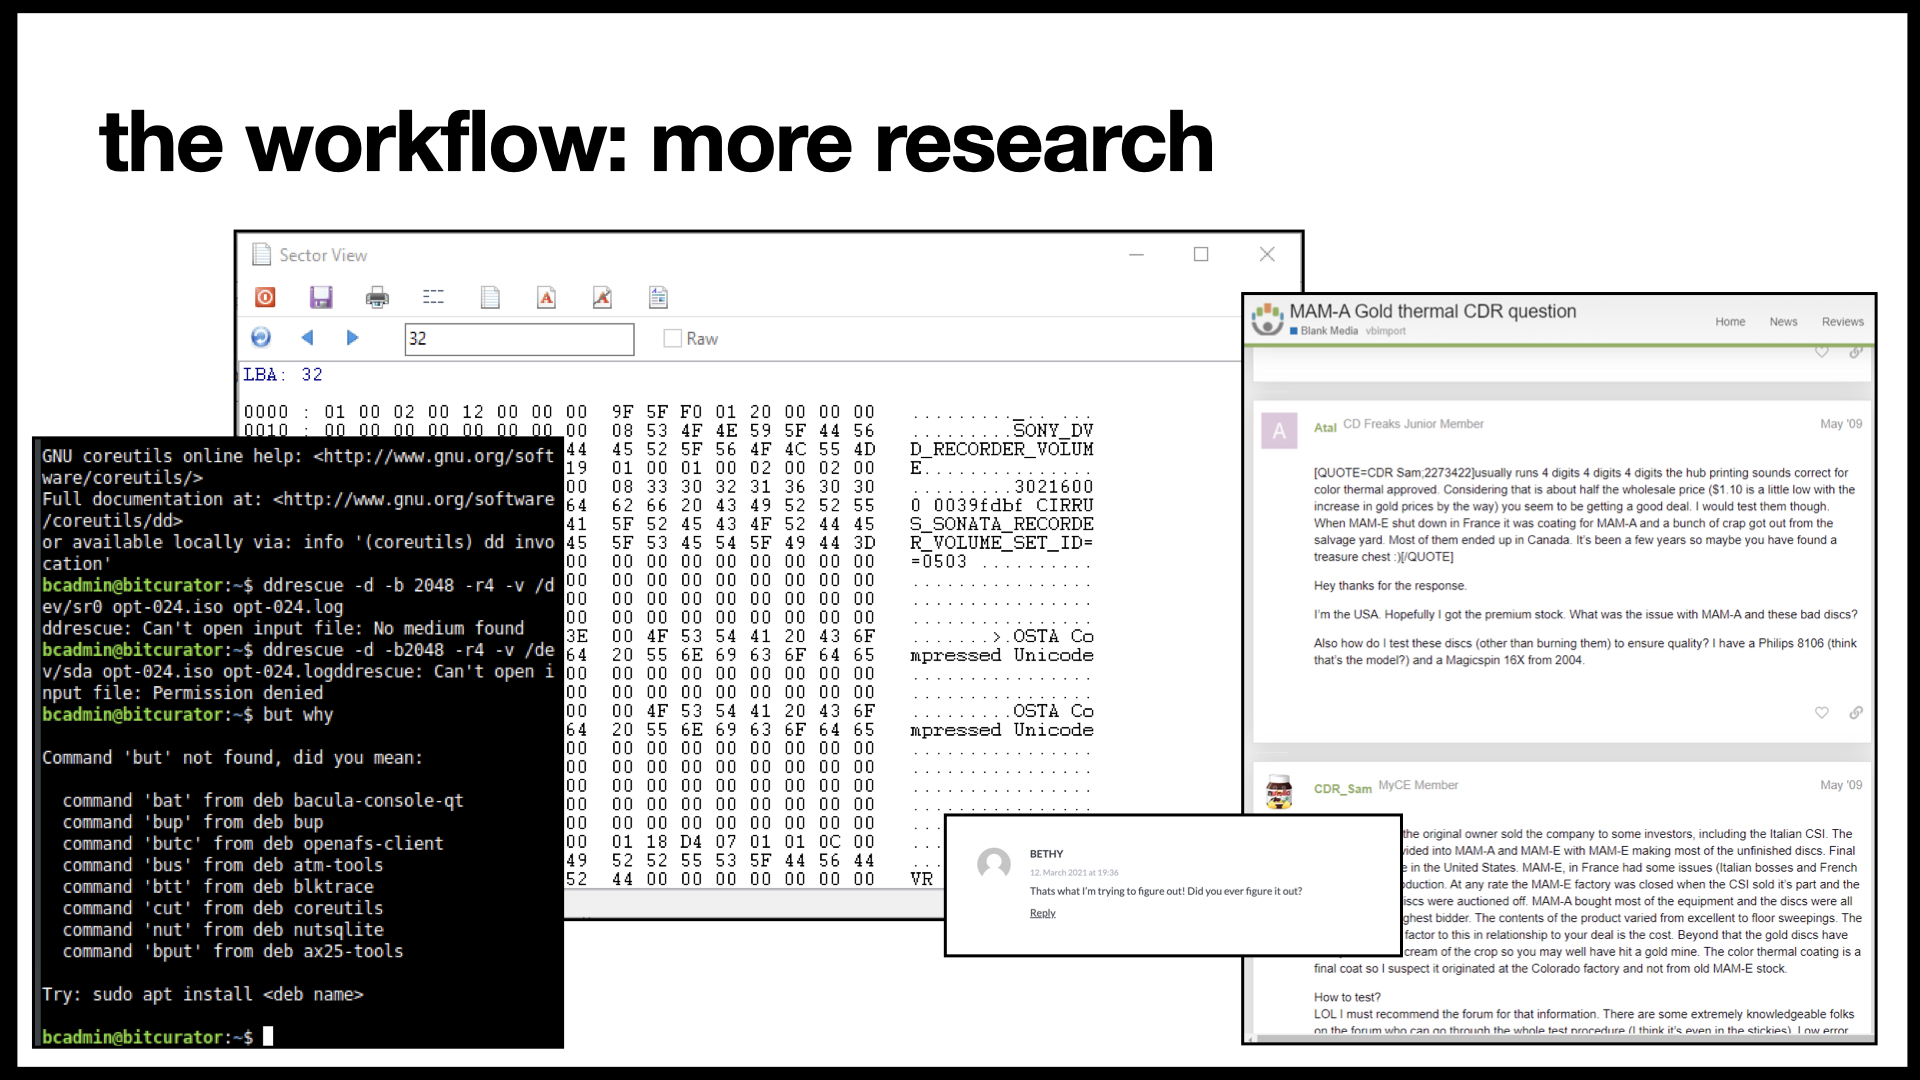 the workflow: more research
Sector View
32
Raw
LBA: 32
0000 : 01 00 02 00 12 00 00 00 9F 5F F0 01 20 00 00 00 .......... _.. ...
0010 : 00 00 00 00 00 00 00 00 08 53 4F 4E 59 5F 44 56 .........SONY_DV
44 45 52 5F 56 4F 4C 55 4D D_RECORDER_VOLUM
19 01 00 01 00 02 00 02 00 E...............
00 08 33 30 32 31 36 30 30 .........3021600
64 62 66 20 43 49 52 52 55 0 0039fdbf CIRRU
41 5F 52 45 43 4F 52 44 45 S_SONATA_RECORDE
45 5F 53 45 54 5F 49 44 3D R_VOLUME_SET_ID=
00 00 00 00 00 00 00 00 00 =0503 ..........
00 00 00 00 00 00 00 00 00 ................
00 00 00 00 00 00 00 00 00 ................
00 00 00 00 00 00 00 00 00 ................
3E 00 4F 53 54 41 20 43 6F .......>.OSTA Co
64 20 55 6E 69 63 6F 64 65 mpressed Unicode
00 00 00 00 00 00 00 00 00 ................
00 00 00 00 00 00 00 00 00 ................
00 00 4F 53 54 41 20 43 6F .........OSTA Co
64 20 55 6E 69 63 6F 64 65 mpressed Unicode
00 00 00 00 00 00 00 00 00 ................
00 00 00 00 00 00 00 00 00 ................
00 00 00 00 00 00 00 00 00 ................
00 00 00 00 00 00 00 00 00 ................
00 00 00 00 00 00 00 00 00
00 01 18 D4 07 01 01 0C 00
49 52 52 55 53 5F 44 56 44
52 44 00 00 00 00 00 00 00 VR
GNU coreutils online help: <http://www.gnu.org/soft
ware/coreutils/>
Full documentation at: <http://www.gnu.org/software
/coreutils/dd>
or available locally via: info '(coreutils) dd invo
cation'
bcadmin@bitcurator:~$ ddrescue -d -b 2048 -r4 -v /d
ev/sr0 opt-024.iso opt-024.log
ddrescue: Can't open input file: No medium found
bcadmin@bitcurator:~$ ddrescue -d -b2048 -r4 -v /de
v/sda opt-024.iso opt-024.logddrescue: Can't open i
nput file: Permission denied
bcadmin@bitcurator:~$ but why
Command 'but' not found, did you mean:
command 'bat' from deb bacula-console-qt
command 'bup' from deb bup
command 'butc' from deb openafs-client
command 'bus' from deb atm-tools
command 'btt' from deb blktrace
command 'cut' from deb coreutils
command 'nut' from deb nutsqlite
command 'bput' from deb ax25-tools
Try: sudo apt install <deb name>
bcadmin@bitcurator:~$
MAM-A Gold thermal CDR question
Blank Media vbimport
Home News Reviews
A
Atal CD Freaks Junior Member May '09
[QUOTE=CDR Sam;2273422]usually runs 4 digits 4 digits 4 digits the hub printing sounds correct for
color thermal approved. Considering that is about half the wholesale price ($1.10 is a little low with the
increase in gold prices by the way) you seem to be getting a good deal. I would test them though.
When MAM-E shut down in France it was coating for MAM-A and a bunch of crap got out from the
salvage yard. Most of them ended up in Canada. It's been a few years so maybe you have found a
treasure chest :)[/QUOTE]
Hey thanks for the response.
I'm the USA. Hopefully I got the premium stock. What was the issue with MAM-A and these bad discs?
Also how do I test these discs (other than burning them) to ensure quality? I have a Philips 8106 (think
that's the model?) and a Magicspin 16X from 2004.
CDR_Sam MyCE Member May '09
the original owner sold the company to some investors, including the Italian CSI. The
vided into MAM-A and MAM-E with MAM-E making most of the unfinished discs. Final
e in the United States. MAM-E, in France had some issues (Italian bosses and French
oduction. At any rate the MAM-E factory was closed when the CSI sold it's part and the
iscs were auctioned off. MAM-A bought most of the equipment and the discs were all
ghest bidder. The contents of the product varied from excellent to floor sweepings. The
factor to this in relationship to your deal is the cost. Beyond that the gold discs have
cream of the crop so you may well have hit a gold mine. The color thermal coating is a
final coat so I suspect it originated at the Colorado factory and not from old MAM-E stock.
How to test?
LOL I must recommend the forum for that information. There are some extremely knowledgeable folks
on the forum who can go through the whole test procedure (I think it's even in the stickies). Low error
BETHY
12. March 2021 at 19:36
Thats what I'm trying to figure out! Did you ever figure it out?
Reply